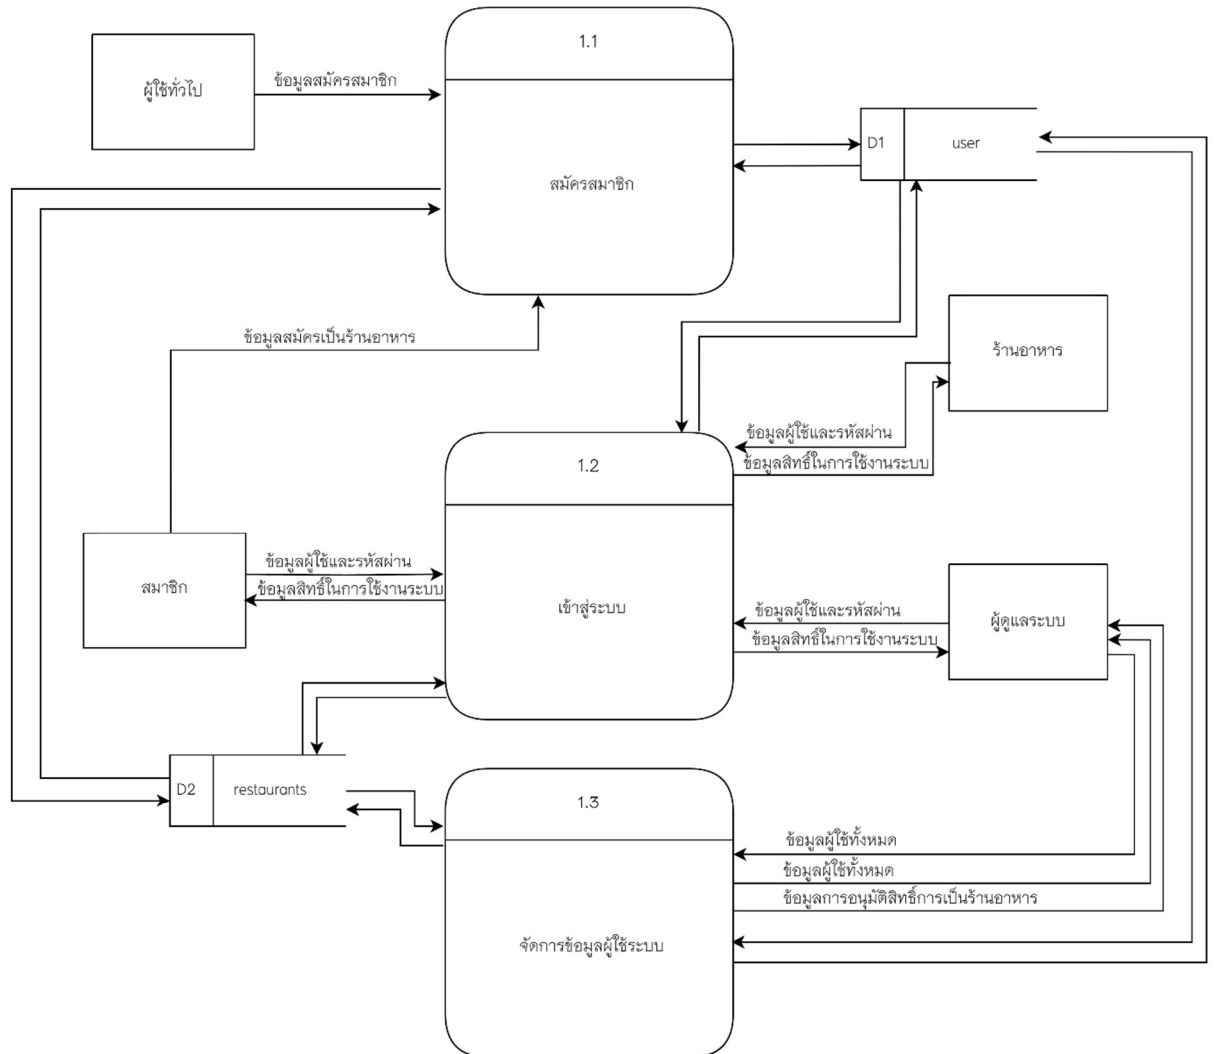 1.1
ผู้ใช้ทั่วไป
ข้อมูลสมัครสมาชิก
D1
user
สมัครสมาชิก
ข้อมูลสมัครเป็นร้านอาหาร
ร้านอาหาร
ข้อมูลผู้ใช้และรหัสผ่าน
ข้อมูลสิทธิ์ในการใช้งานระบบ
1.2
สมาชิก
ข้อมูลผู้ใช้และรหัสผ่าน
ข้อมูลสิทธิ์ในการใช้งานระบบ
เข้าสู่ระบบ
ข้อมูลผู้ใช้และรหัสผ่าน
ข้อมูลสิทธิ์ในการใช้งานระบบ
ผู้ดูแลระบบ
D2
restaurants
1.3
ข้อมูลผู้ใช้ทั้งหมด
ข้อมูลผู้ใช้ทั้งหมด
ข้อมูลการอนุมัติสิทธิ์การเป็นร้านอาหาร
จัดการข้อมูลผู้ใช้ระบบ